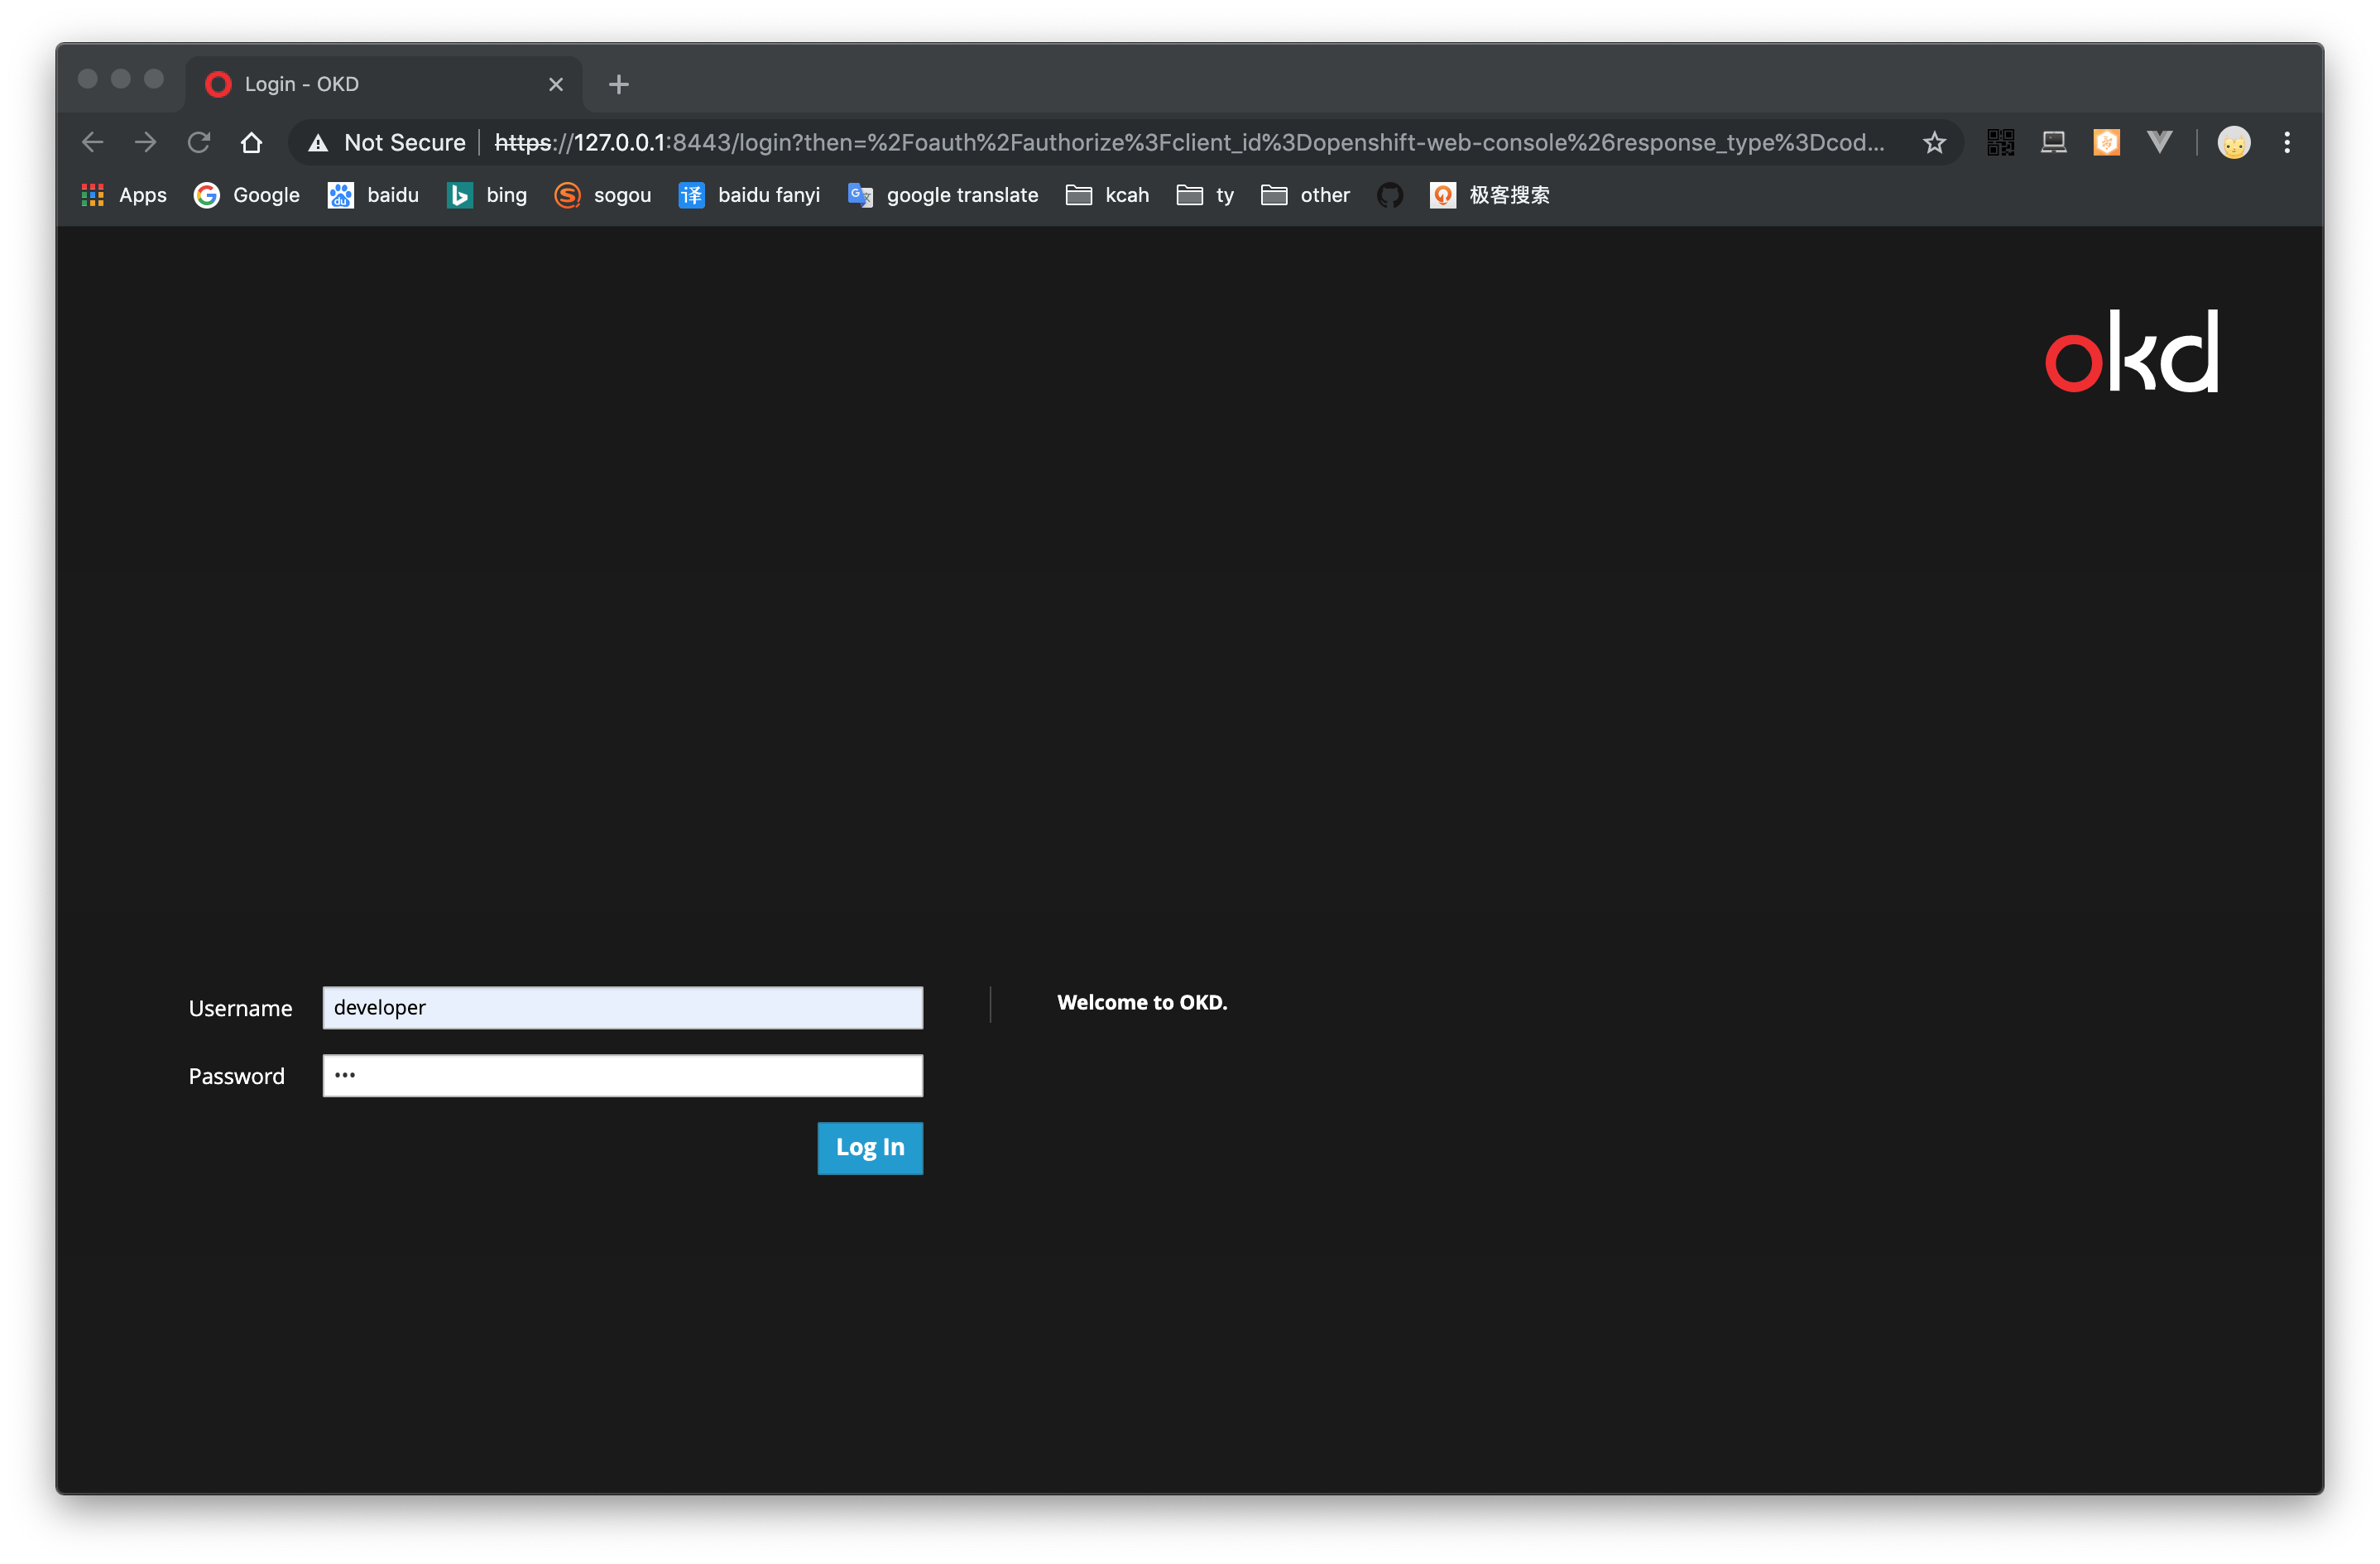 Login - OKD
Not Secure https://127.0.0.1:8443/login?then=%2Foauth%2Fauthorize%3Fclient_id%3Dopenshift-web-console%26response_type%3Dcod...
Apps Google baidu bing sogou 译 baidu fanyi google translate kcah ty other 极客搜索
okd
Username developer Welcome to OKD.
Password •••
Log In